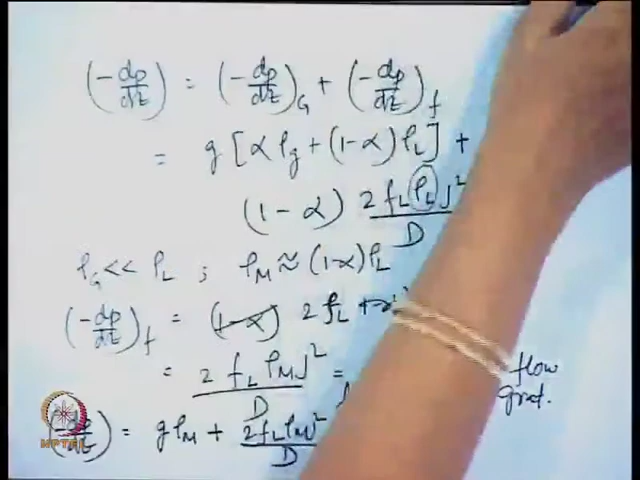 (-dp/dz) = (-dp/dz)_G + (-dp/dz)_f
= g [α ρ_g + (1-α) ρ_L] +
(1-α) 2 f_L ρ_L j² / D
ρ_G << ρ_L ; ρ_M ≈ (1-α) ρ_L
(-dp/dz)_f = (1-α) 2 f_L
= 2 f_L ρ_M j² / D =
flow
grad.
(-dp/dz) = g ρ_M + 2 f_L ρ_M j² / D
NPTEL